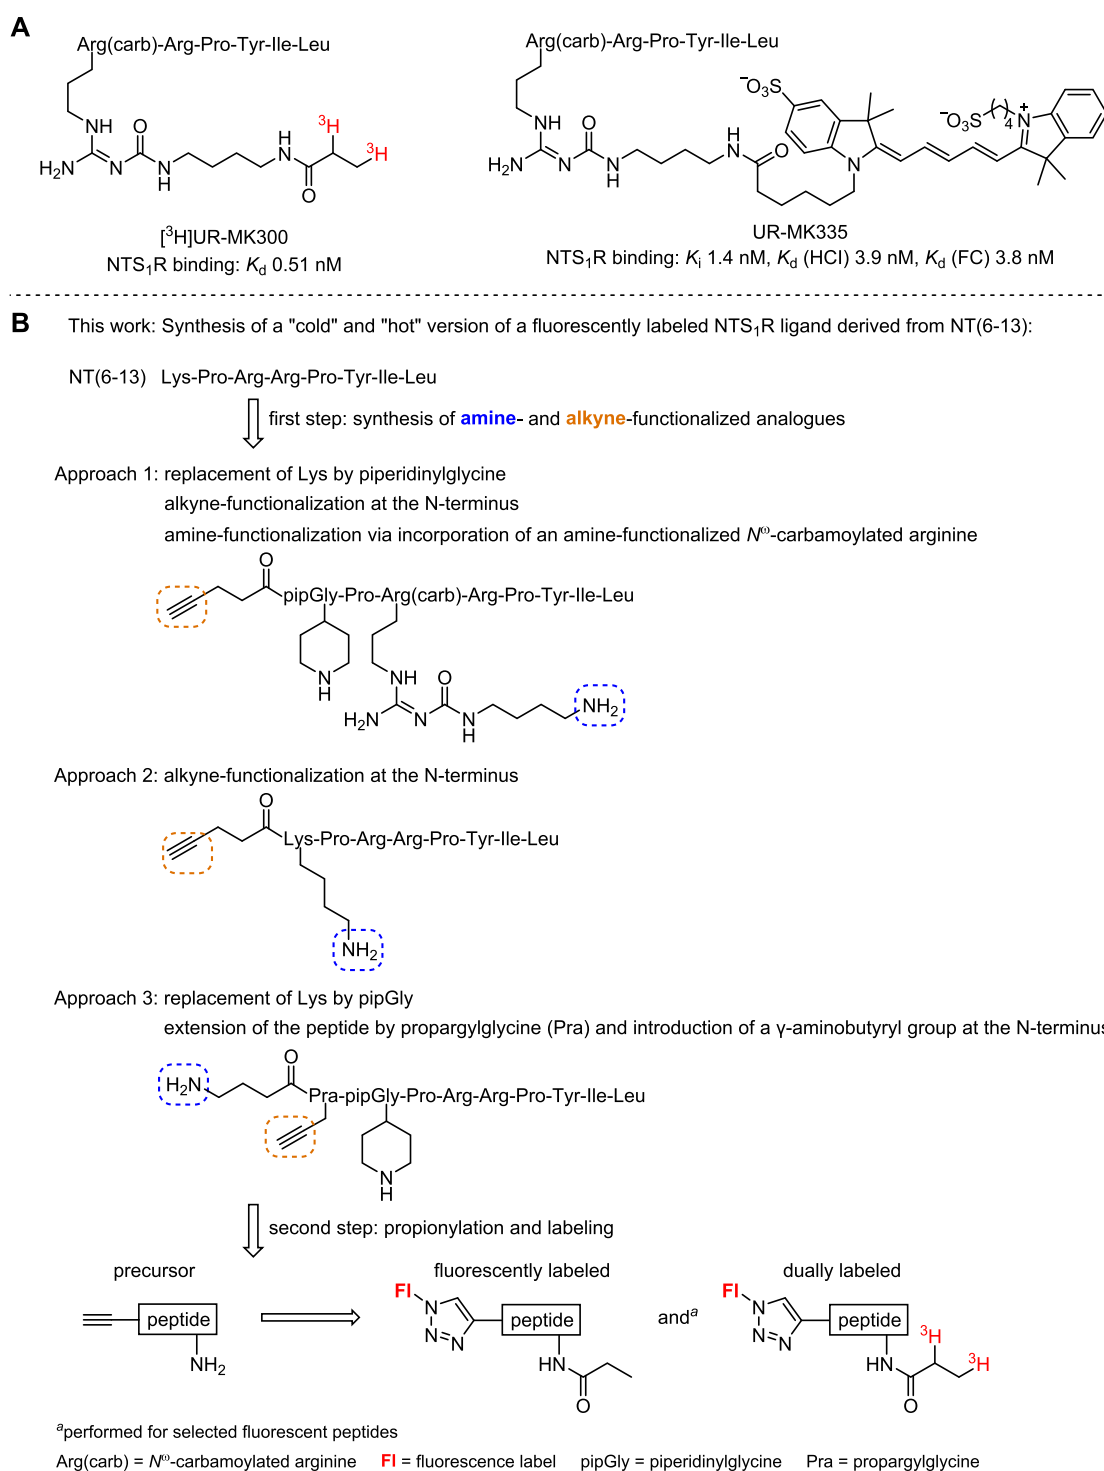 A
Arg(carb)-Arg-Pro-Tyr-Ile-Leu
NH
O
³H
³H
H₂N
N
N
H
NH
O
[³H]UR-MK300
NTS₁R binding: Kd 0.51 nM
Arg(carb)-Arg-Pro-Tyr-Ile-Leu
⁻O₃S
⁻O₃S
4
N⁺
NH
O
NH
O
N
H₂N
N
N
H
UR-MK335
NTS₁R binding: Ki 1.4 nM, Kd (HCI) 3.9 nM, Kd (FC) 3.8 nM
B
This work: Synthesis of a "cold" and "hot" version of a fluorescently labeled NTS₁R ligand derived from NT(6-13):
NT(6-13) Lys-Pro-Arg-Arg-Pro-Tyr-Ile-Leu
first step: synthesis of amine- and alkyne-functionalized analogues
Approach 1: replacement of Lys by piperidinylglycine
alkyne-functionalization at the N-terminus
amine-functionalization via incorporation of an amine-functionalized Nω-carbamoylated arginine
O
pipGly-Pro-Arg(carb)-Arg-Pro-Tyr-Ile-Leu
N
H
NH
O
NH₂
H₂N
N
N
H
Approach 2: alkyne-functionalization at the N-terminus
O
Lys-Pro-Arg-Arg-Pro-Tyr-Ile-Leu
NH₂
Approach 3: replacement of Lys by pipGly
extension of the peptide by propargylglycine (Pra) and introduction of a γ-aminobutyryl group at the N-terminus
O
H₂N
Pra-pipGly-Pro-Arg-Arg-Pro-Tyr-Ile-Leu
N
H
second step: propionylation and labeling
precursor
fluorescently labeled
dually labeled
peptide
NH₂
Fl
N
N
N
peptide
HN
O
andᵃ
Fl
N
N
N
peptide
³H
³H
HN
O
ᵃperformed for selected fluorescent peptides
Arg(carb) = Nω-carbamoylated arginine Fl = fluorescence label pipGly = piperidinylglycine Pra = propargylglycine